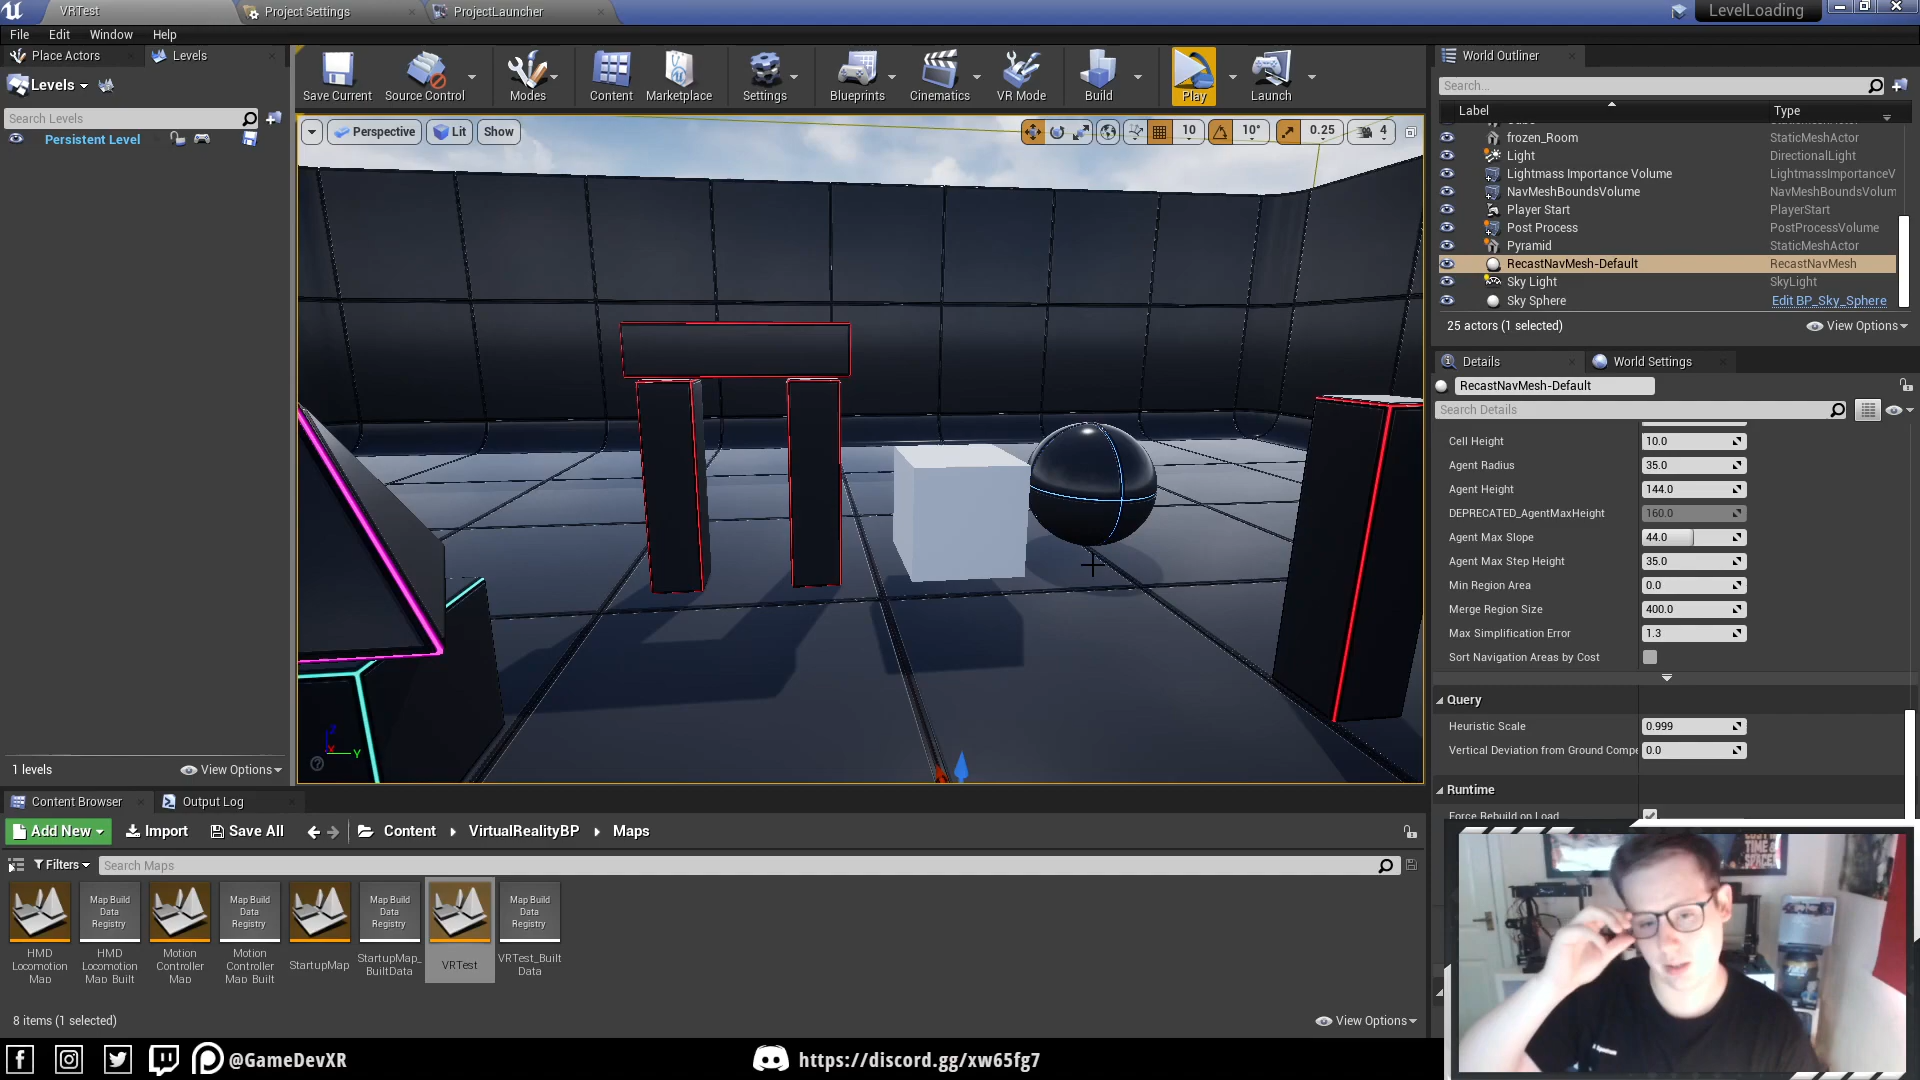 VRTest
Project Settings
ProjectLauncher
LevelLoading
File Edit Window Help
Place Actors
Levels
World Outliner
Levels
Save Current
Source Control
Modes
Content
Marketplace
Settings
Blueprints
Cinematics
VR Mode
Build
Play
Launch
Search...
Label
Type
Search Levels
Persistent Level
Perspective
Lit
Show
10
10°
0.25
4
frozen_Room StaticMeshActor
Light DirectionalLight
Lightmass Importance Volume LightmassImportanceV
NavMeshBoundsVolume NavMeshBoundsVolum
Player Start PlayerStart
Post Process PostProcessVolume
Pyramid StaticMeshActor
RecastNavMesh-Default RecastNavMesh
Sky Light SkyLight
Sky Sphere Edit BP_Sky_Sphere
25 actors (1 selected)
View Options
Details
World Settings
RecastNavMesh-Default
Search Details
Cell Height 10.0
Agent Radius 35.0
Agent Height 144.0
DEPRECATED_AgentMaxHeight 160.0
Agent Max Slope 44.0
Agent Max Step Height 35.0
Min Region Area 0.0
Merge Region Size 400.0
Max Simplification Error 1.3
Sort Navigation Areas by Cost
Query
Heuristic Scale 0.999
Vertical Deviation from Ground Compe 0.0
Runtime
Force Rebuild on Load
Z
Y
1 levels
View Options
Content Browser
Output Log
Add New
Import
Save All
Content
VirtualRealityBP
Maps
Filters
Search Maps
Map Build
Data
Registry
Map Build
Data
Registry
Map Build
Data
Registry
Map Build
Data
Registry
HMD
Locomotion
Map
HMD
Locomotion
Map Built
Motion
Controller
Map
Motion
Controller
Map Built
StartupMap
StartupMap_
BuiltData
VRTest
VRTest_Built
Data
8 items (1 selected)
View Options
@GameDevXR
https://discord.gg/xw65fg7